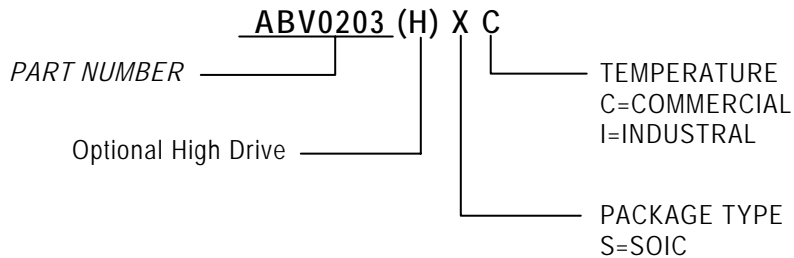 ABV0203 (H) X C
PART NUMBER
TEMPERATURE
C=COMMERCIAL
I=INDUSTRAL
Optional High Drive
PACKAGE TYPE
S=SOIC